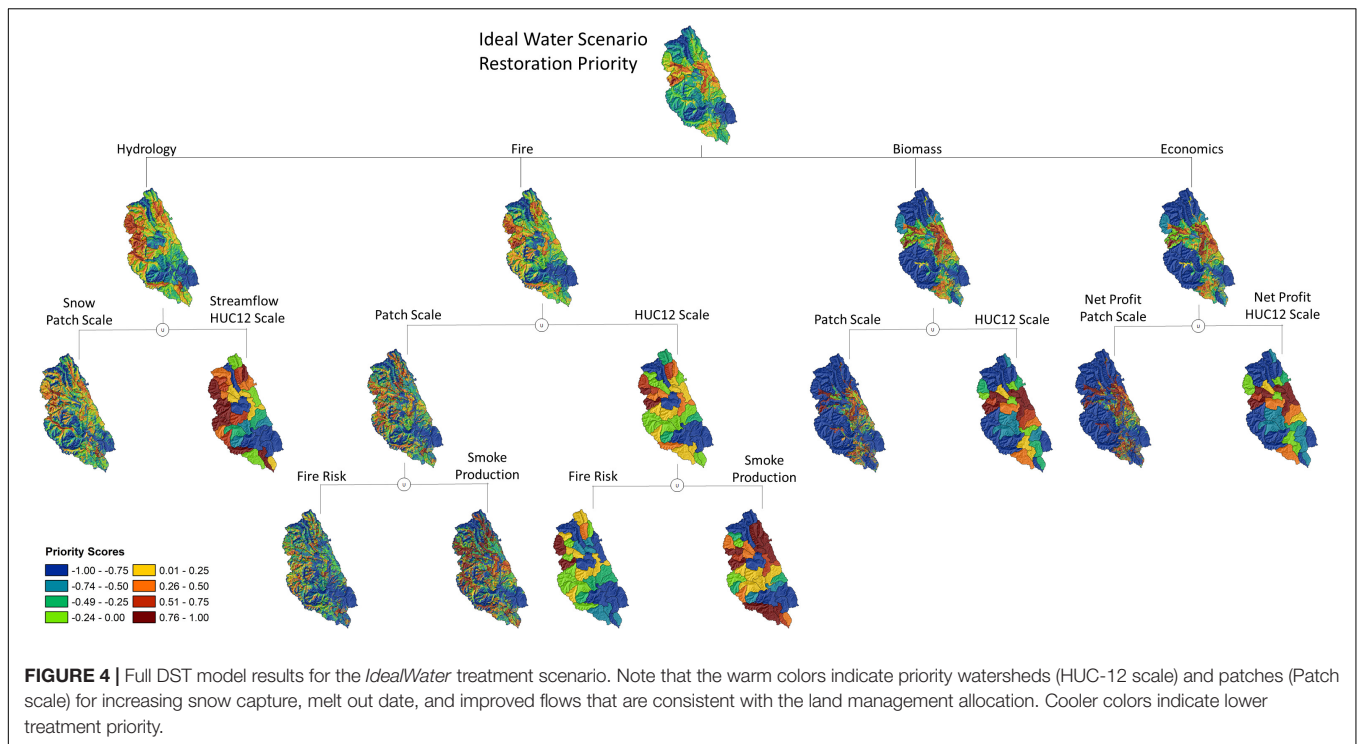 Ideal Water Scenario
Restoration Priority
Hydrology
Fire
Biomass
Economics
Snow
Patch Scale
Streamflow
HUC12 Scale
Patch Scale
HUC12 Scale
Patch Scale
HUC12 Scale
Net Profit
Patch Scale
Net Profit
HUC12 Scale
u
u
u
u
Fire Risk
Smoke
Production
Fire Risk
Smoke
Production
u
u
Priority Scores
-1.00 - -0.75
-0.74 - -0.50
-0.49 - -0.25
-0.24 - 0.00
0.01 - 0.25
0.26 - 0.50
0.51 - 0.75
0.76 - 1.00
FIGURE 4 | Full DST model results for the IdealWater treatment scenario. Note that the warm colors indicate priority watersheds (HUC-12 scale) and patches (Patch
scale) for increasing snow capture, melt out date, and improved flows that are consistent with the land management allocation. Cooler colors indicate lower
treatment priority.